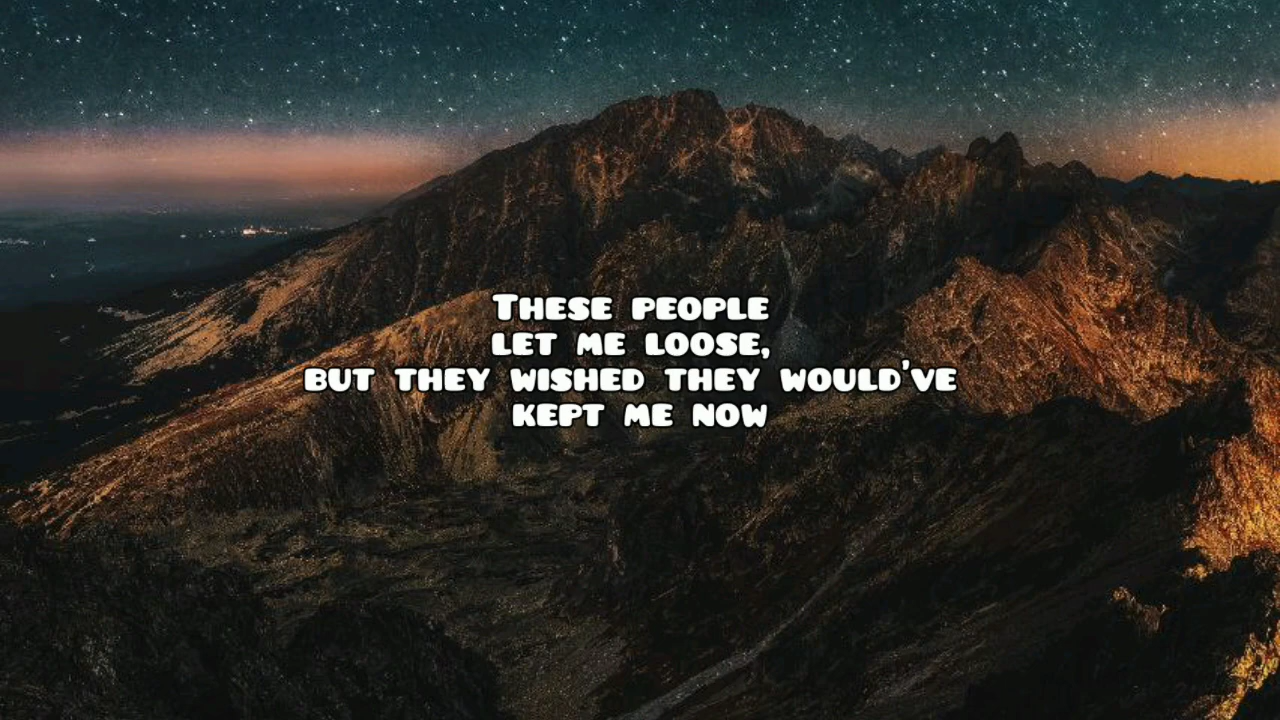 These people
let me loose,
but they wished they would've
kept me now